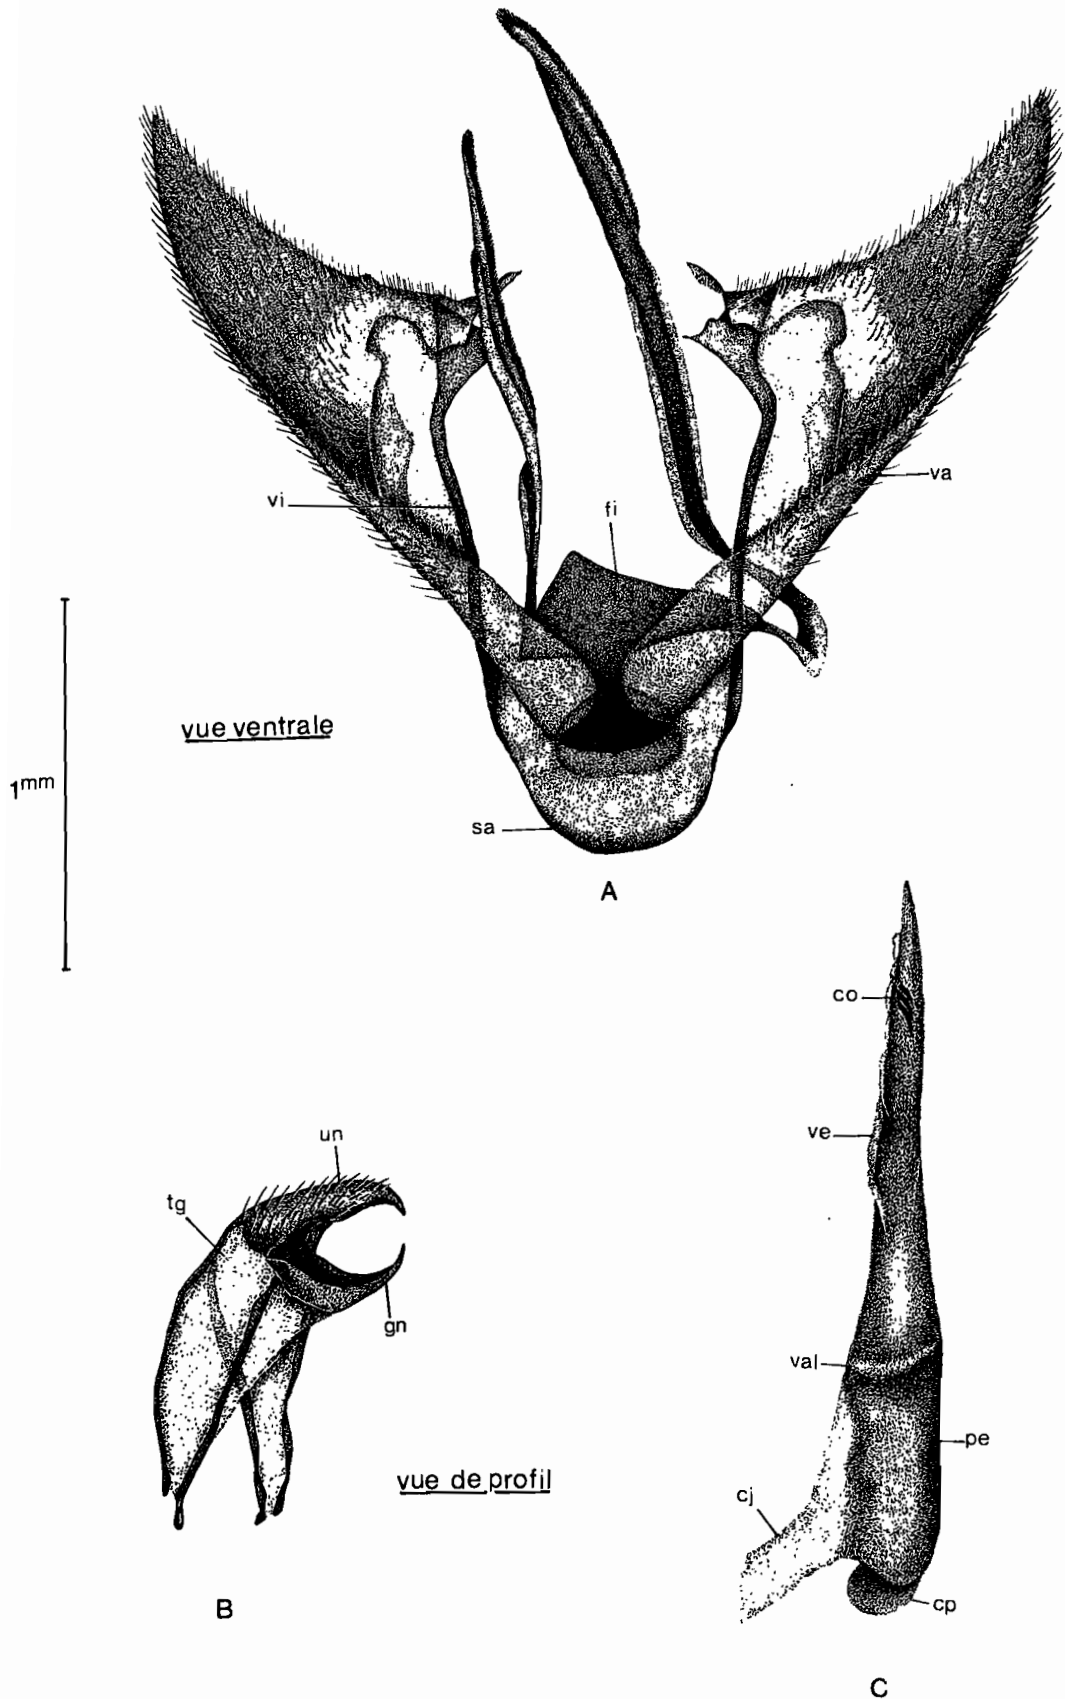 vi
fi
va
vue ventrale
1mm
sa
A
co
ve
un
tg
gn
val
pe
vue de profil
cj
cp
B
C